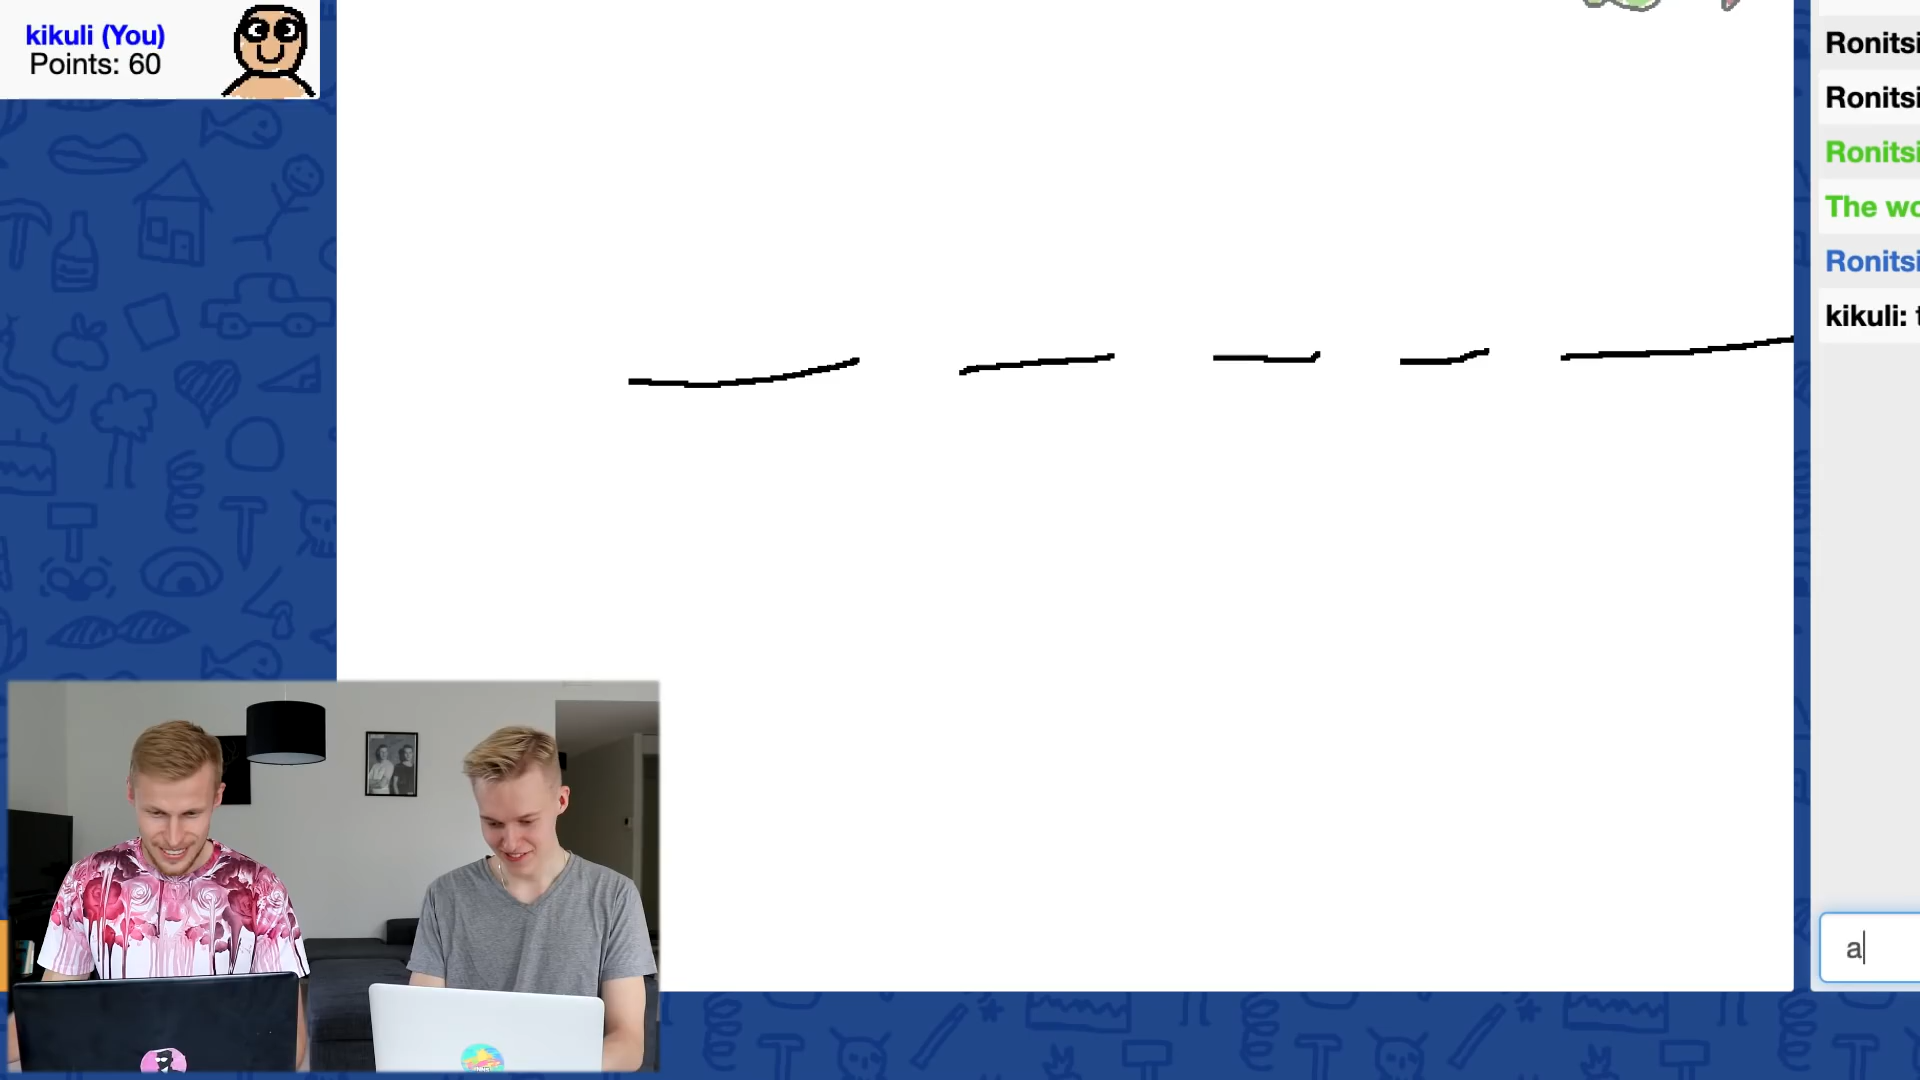 kikuli (You)
Points: 60
Ronitsi
Ronitsi
Ronitsi
The wo
Ronitsi
kikuli: t
a